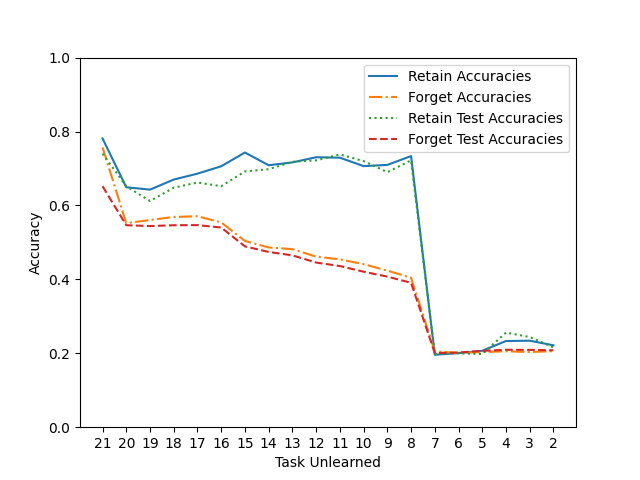 1.0
0.8
0.6
0.4
0.2
0.0
Accuracy
Retain Accuracies
Forget Accuracies
Retain Test Accuracies
Forget Test Accuracies
21 20 19 18 17 16 15 14 13 12 11 10 9 8 7 6 5 4 3 2
Task Unlearned